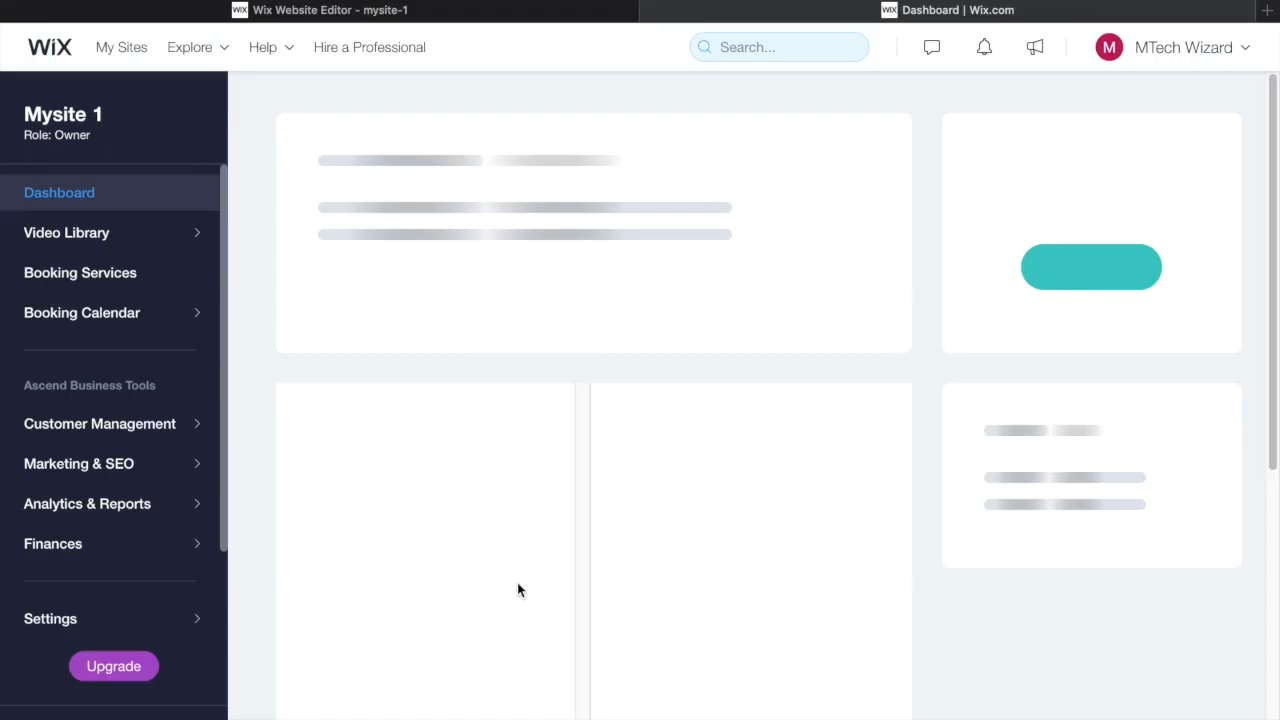 WiX Wix Website Editor - mysite-1
WiX Dashboard | Wix.com
WiX My Sites Explore Help Hire a Professional Search... M MTech Wizard
Mysite 1
Role: Owner
Dashboard
Video Library
Booking Services
Booking Calendar
Ascend Business Tools
Customer Management
Marketing & SEO
Analytics & Reports
Finances
Settings
Upgrade